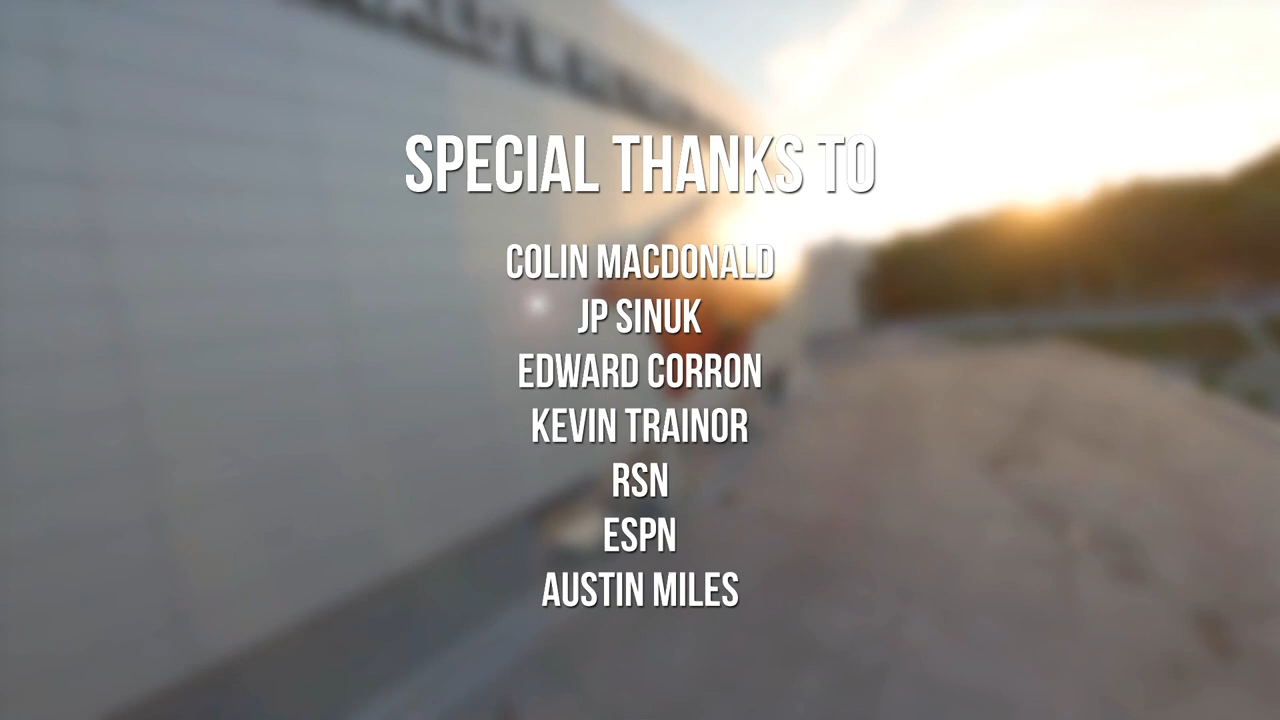 SPECIAL THANKS TO
COLIN MACDONALD
JP SINUK
EDWARD CORRON
KEVIN TRAINOR
RSN
ESPN
AUSTIN MILES